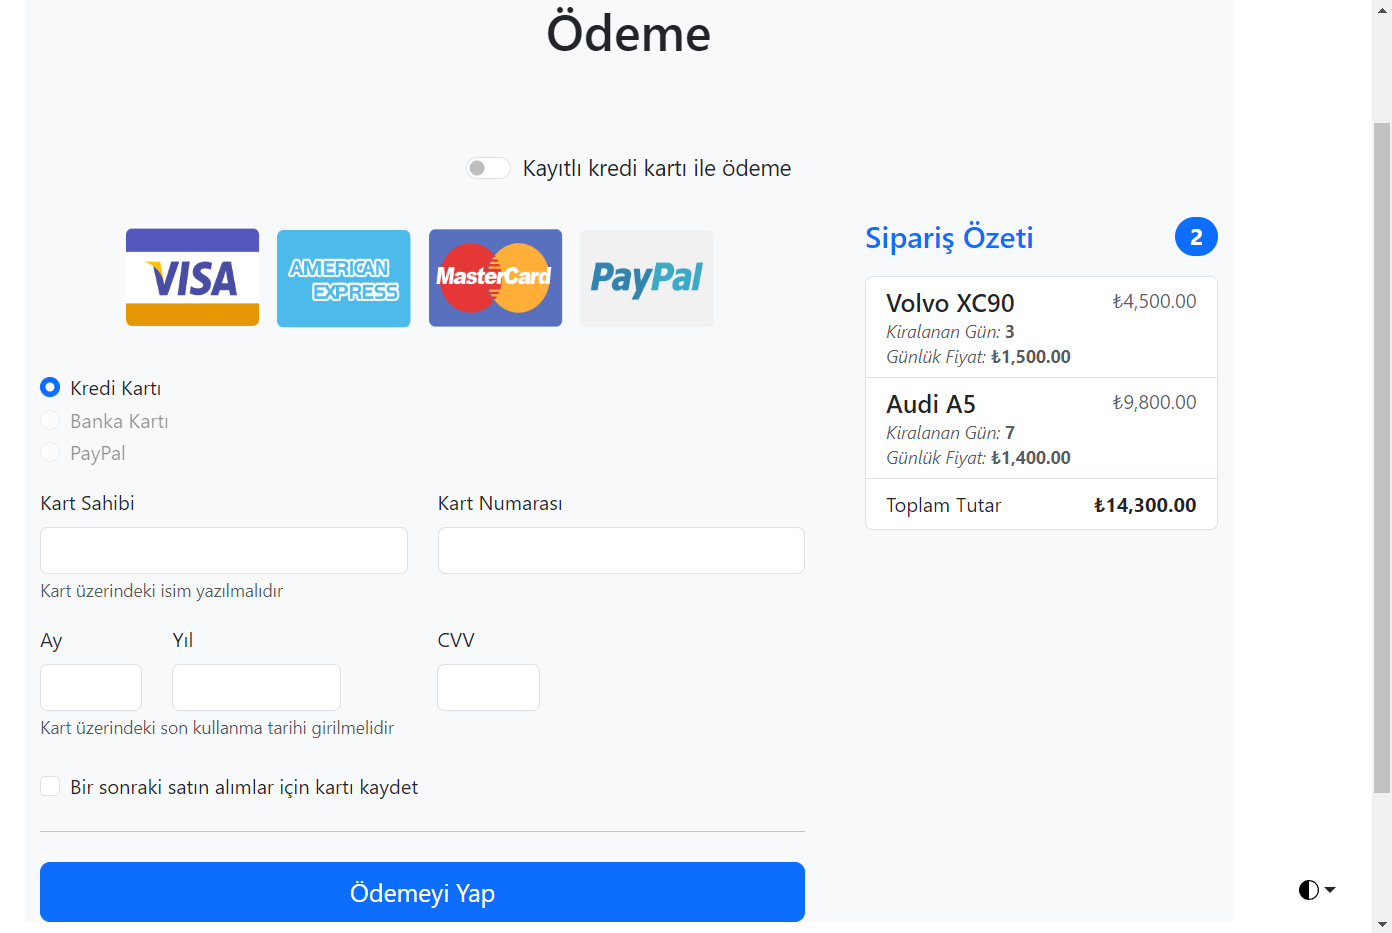 Ödeme
Kayıtlı kredi kartı ile ödeme
VISA
AMERICAN
EXPRESS
MasterCard
PayPal
Kredi Kartı
Banka Kartı
PayPal
Kart Sahibi
Kart Numarası
Kart üzerindeki isim yazılmalıdır
Ay
Yıl
CVV
Kart üzerindeki son kullanma tarihi girilmelidir
Bir sonraki satın alımlar için kartı kaydet
Ödemeyi Yap
Sipariş Özeti
2
Volvo XC90
₺4,500.00
Kiralanan Gün: 3
Günlük Fiyat: ₺1,500.00
Audi A5
₺9,800.00
Kiralanan Gün: 7
Günlük Fiyat: ₺1,400.00
Toplam Tutar
₺14,300.00